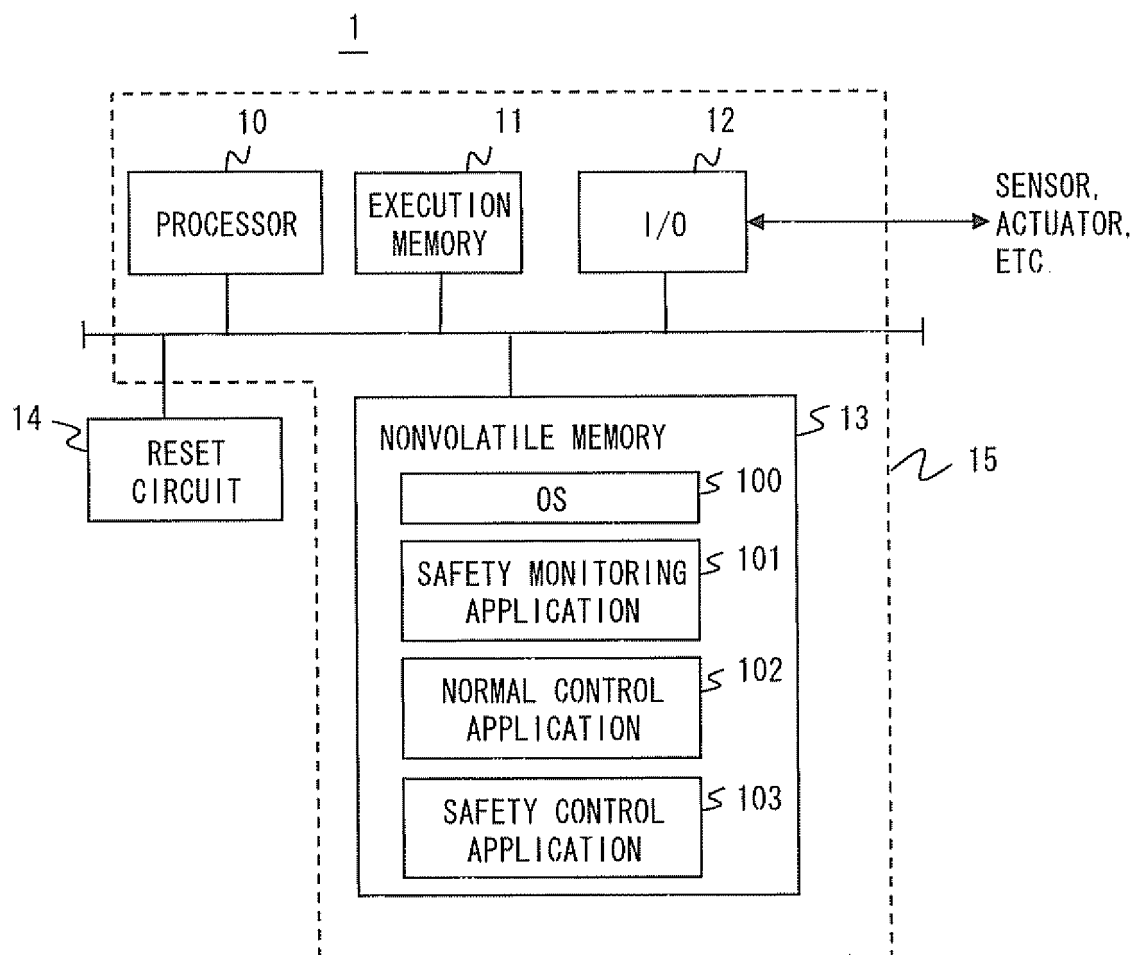 1
10
11
12
PROCESSOR
EXECUTION
MEMORY
I/O
SENSOR,
ACTUATOR,
ETC.
14
RESET
CIRCUIT
NONVOLATILE MEMORY
13
15
OS
100
SAFETY MONITORING
APPLICATION
101
NORMAL CONTROL
APPLICATION
102
SAFETY CONTROL
APPLICATION
103